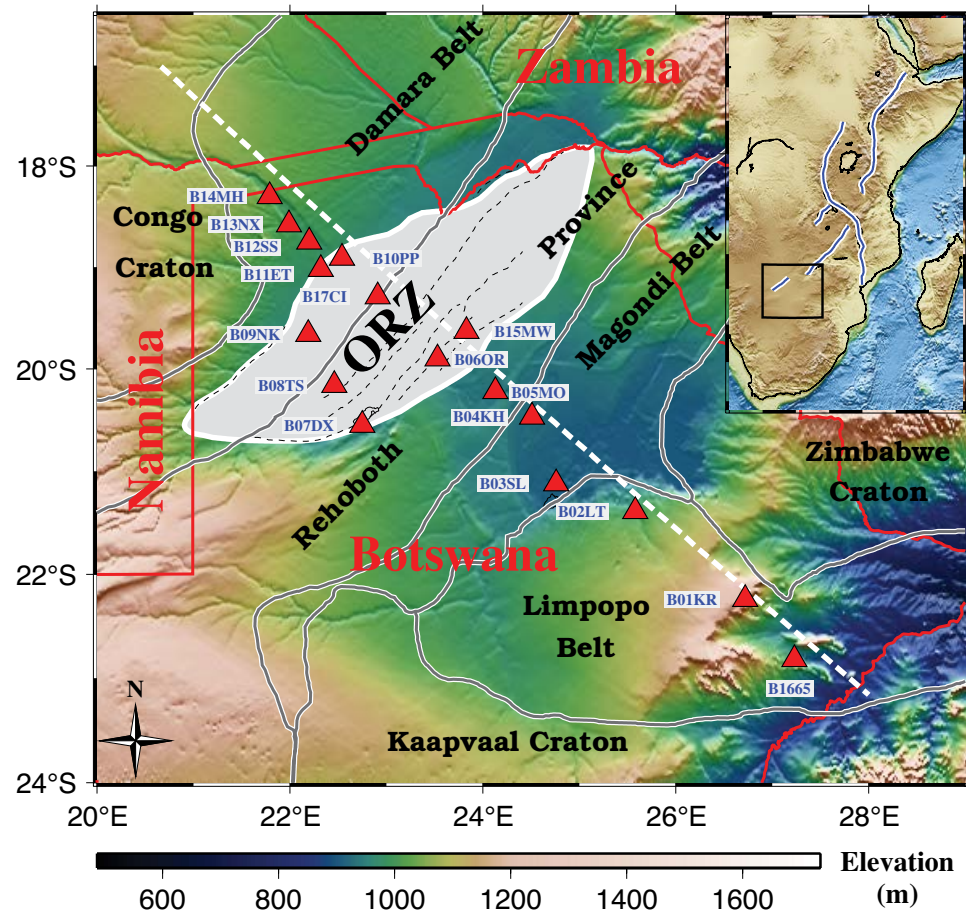 Damara Belt
Zambia
18°S
B14MH
Congo
B13NX
Province
B12SS
Craton
B11ET
B10PP
Magondi Belt
B17CI
ORZ
B09NK
B15MW
20°S
B06OR
B08TS
B05MO
B04KH
B07DX
Namibia
Rehoboth
Zimbabwe
Craton
B03SL
B02LT
Botswana
22°S
Limpopo
Belt
B01KR
B1665
N
Kaapvaal Craton
24°S
20°E
22°E
24°E
26°E
28°E
600
800
1000
1200
1400
1600
Elevation
(m)